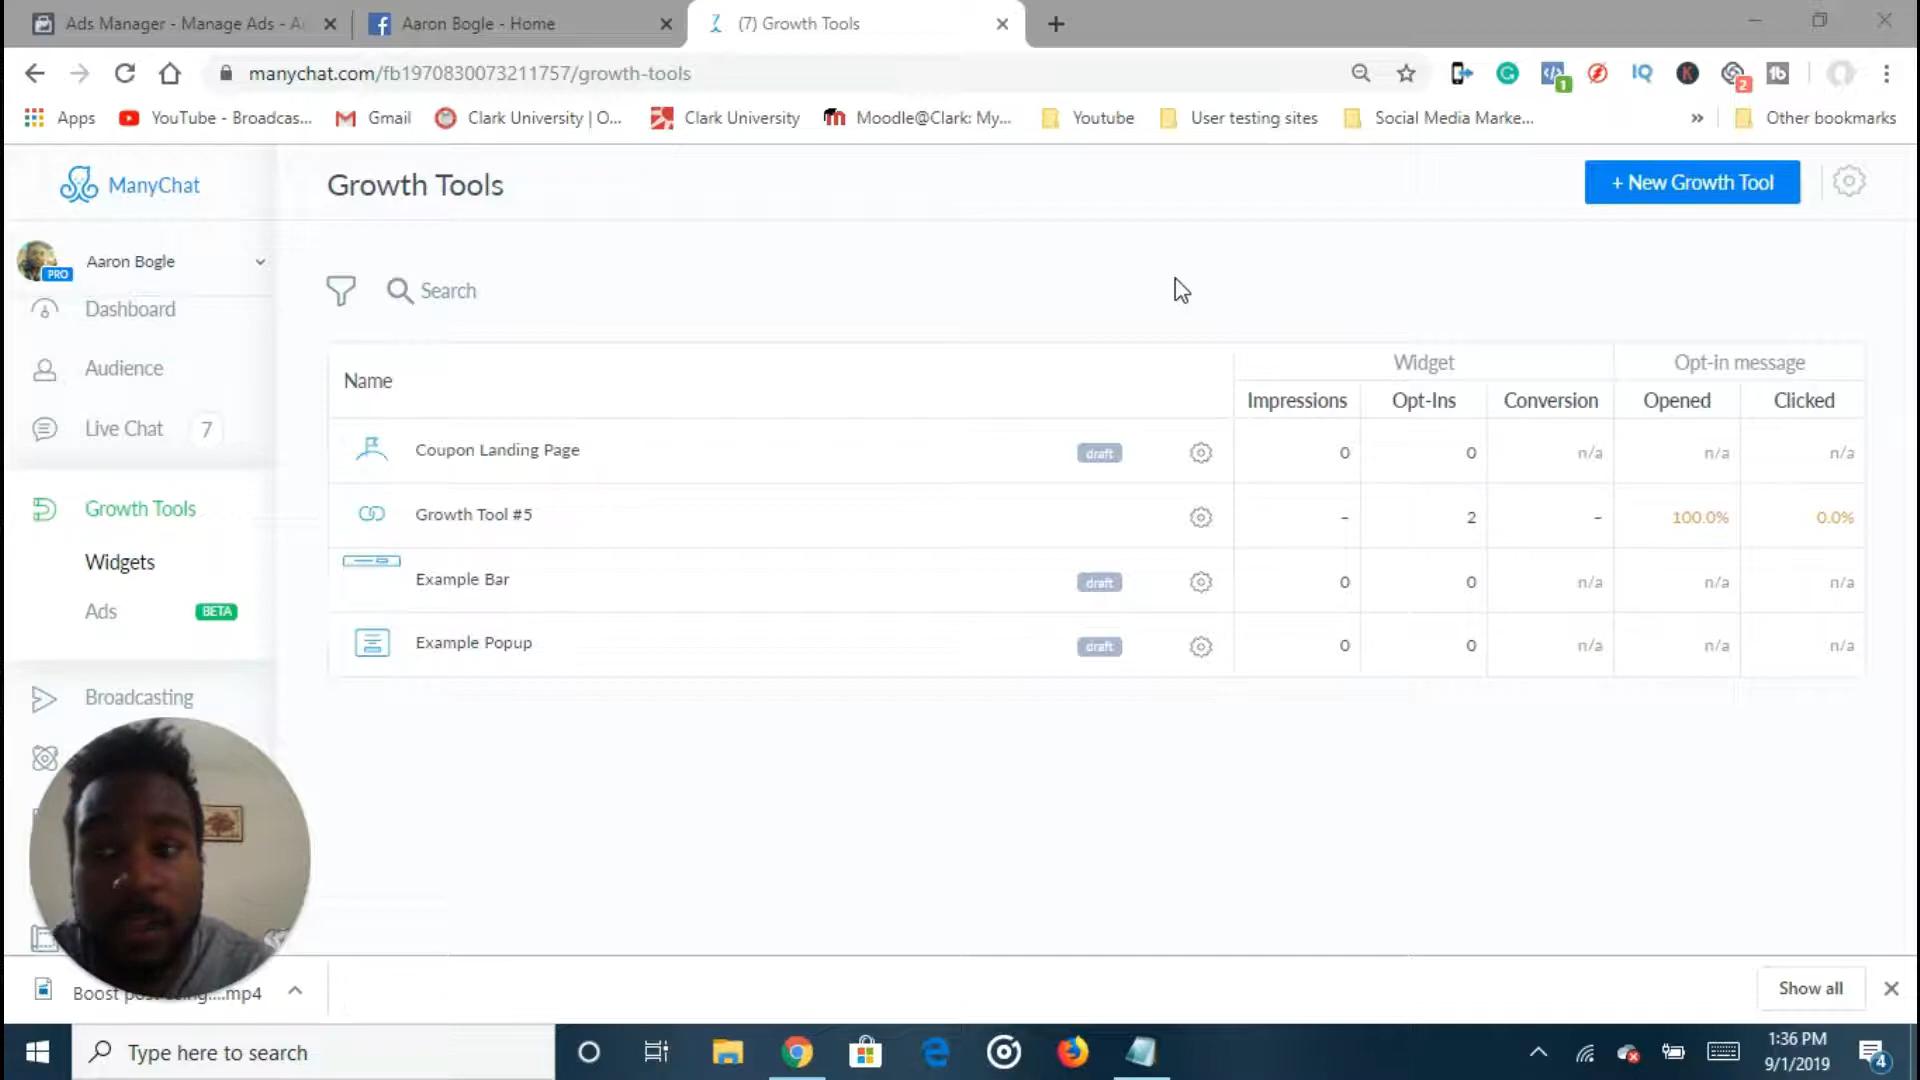 Ads Manager - Manage Ads - A
Aaron Bogle - Home
(7) Growth Tools
manychat.com/fb1970830073211757/growth-tools
1
2
Apps
YouTube - Broadcas...
Gmail
Clark University | O...
Clark University
Moodle@Clark: My...
Youtube
User testing sites
Social Media Marke...
»
Other bookmarks
ManyChat
Growth Tools
+ New Growth Tool
Aaron Bogle
PRO
Search
Dashboard
Audience
Live Chat 7
Growth Tools
Widgets
Ads BETA
Broadcasting
Name
Widget
Opt-in message
Impressions Opt-Ins Conversion Opened Clicked
Coupon Landing Page draft 0 0 n/a n/a n/a
Growth Tool #5 – 2 – 100.0% 0.0%
Example Bar draft 0 0 n/a n/a n/a
Example Popup draft 0 0 n/a n/a n/a
Show all
Type here to search
1:36 PM
9/1/2019
4